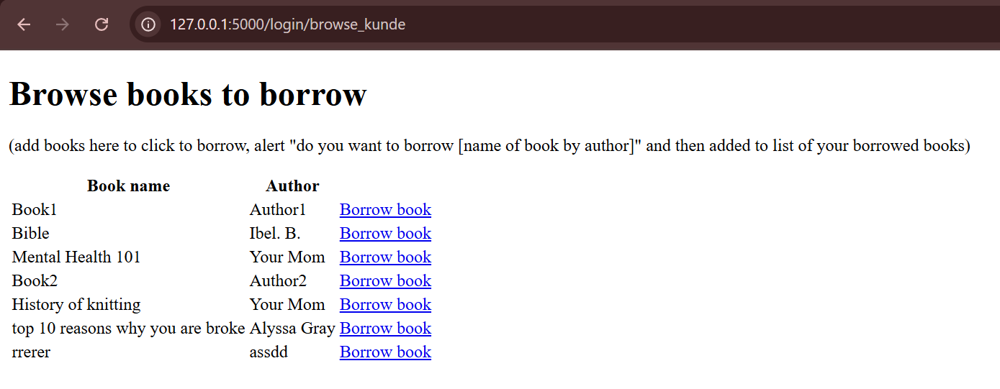 127.0.0.1:5000/login/browse_kunde
Browse books to borrow
(add books here to click to borrow, alert "do you want to borrow [name of book by author]" and then added to list of your borrowed books)
Book name Author
Book1 Author1 Borrow book
Bible Ibel. B. Borrow book
Mental Health 101 Your Mom Borrow book
Book2 Author2 Borrow book
History of knitting Your Mom Borrow book
top 10 reasons why you are broke Alyssa Gray Borrow book
rrerer assdd Borrow book